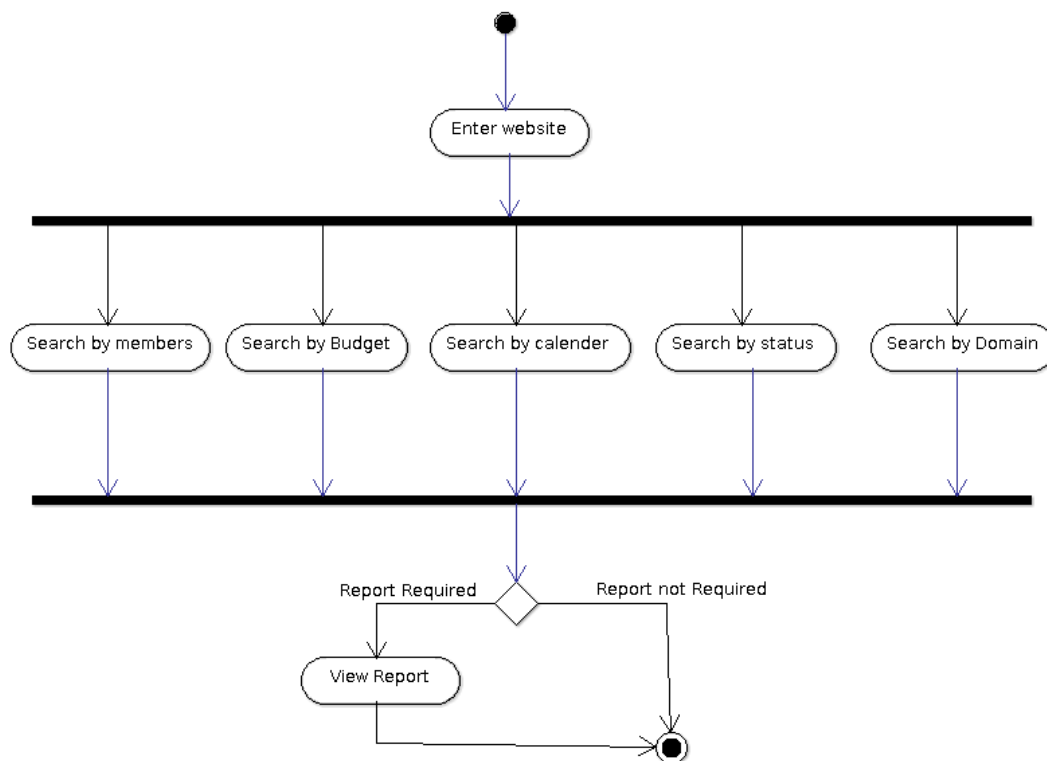 Enter website
Search by members
Search by Budget
Search by calender
Search by status
Search by Domain
Report Required
Report not Required
View Report